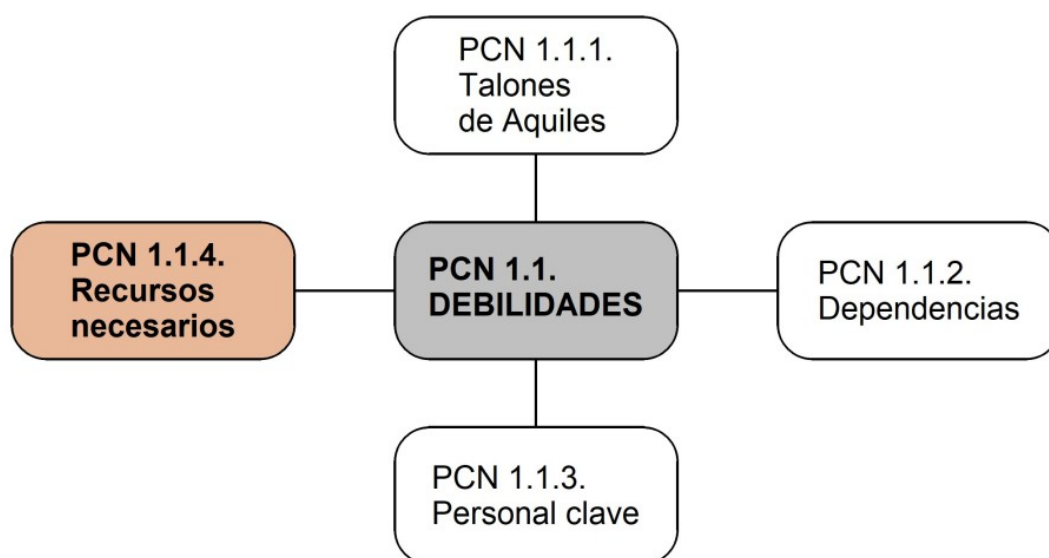 PCN 1.1.1.
Talones
de Aquiles
PCN 1.1.4.
Recursos
necesarios
PCN 1.1.
DEBILIDADES
PCN 1.1.2.
Dependencias
PCN 1.1.3.
Personal clave